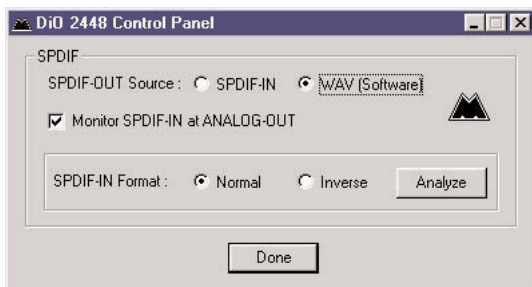 DiO 2448 Control Panel
SPDIF
SPDIF-OUT Source : SPDIF-IN WAV (Software)
Monitor SPDIF-IN at ANALOG-OUT
SPDIF-IN Format : Normal Inverse Analyze
Done